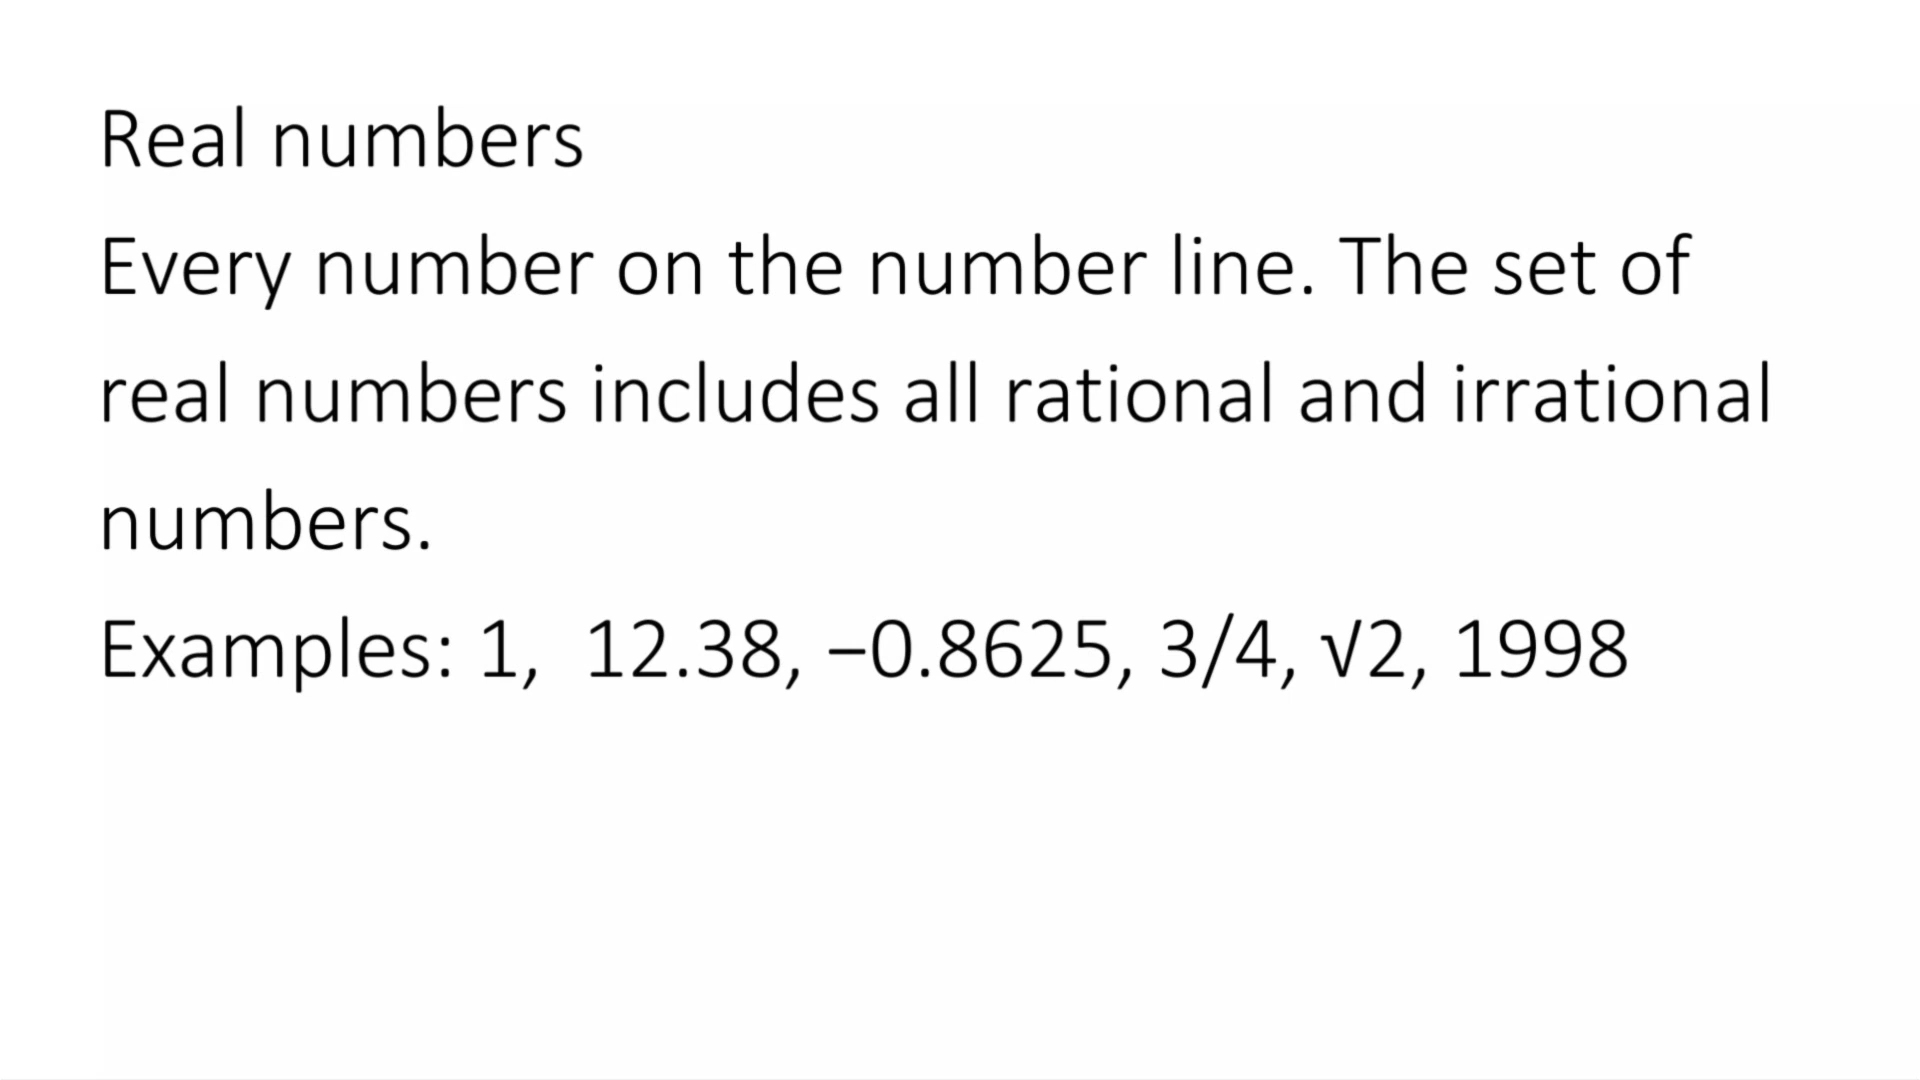 Real numbers
Every number on the number line. The set of
real numbers includes all rational and irrational
numbers.
Examples: 1,  12.38, −0.8625, 3/4, √2, 1998